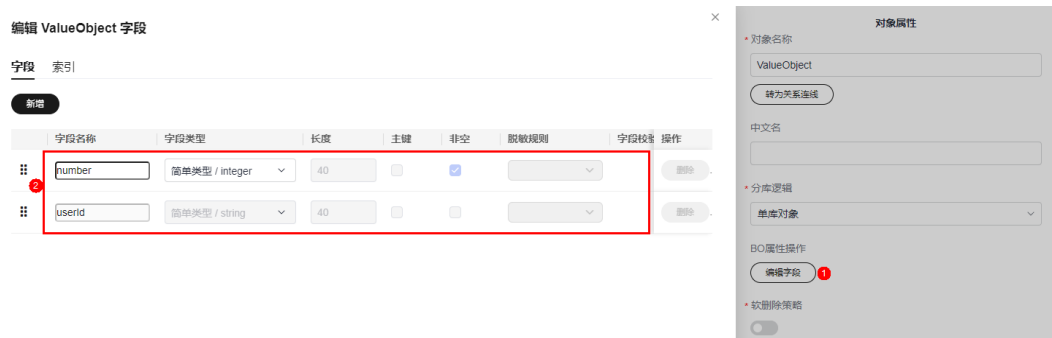 编辑 ValueObject 字段
字段 索引
新增
字段名称 字段类型 长度 主键 非空 脱敏规则 字段校验 操作
number 简单类型 / integer 40 删除
2
userId 简单类型 / string 40 删除
对象属性
* 对象名称
ValueObject
转为关系连线
中文名
* 分库逻辑
单库对象
BO属性操作
编辑字段 1
* 软删除策略